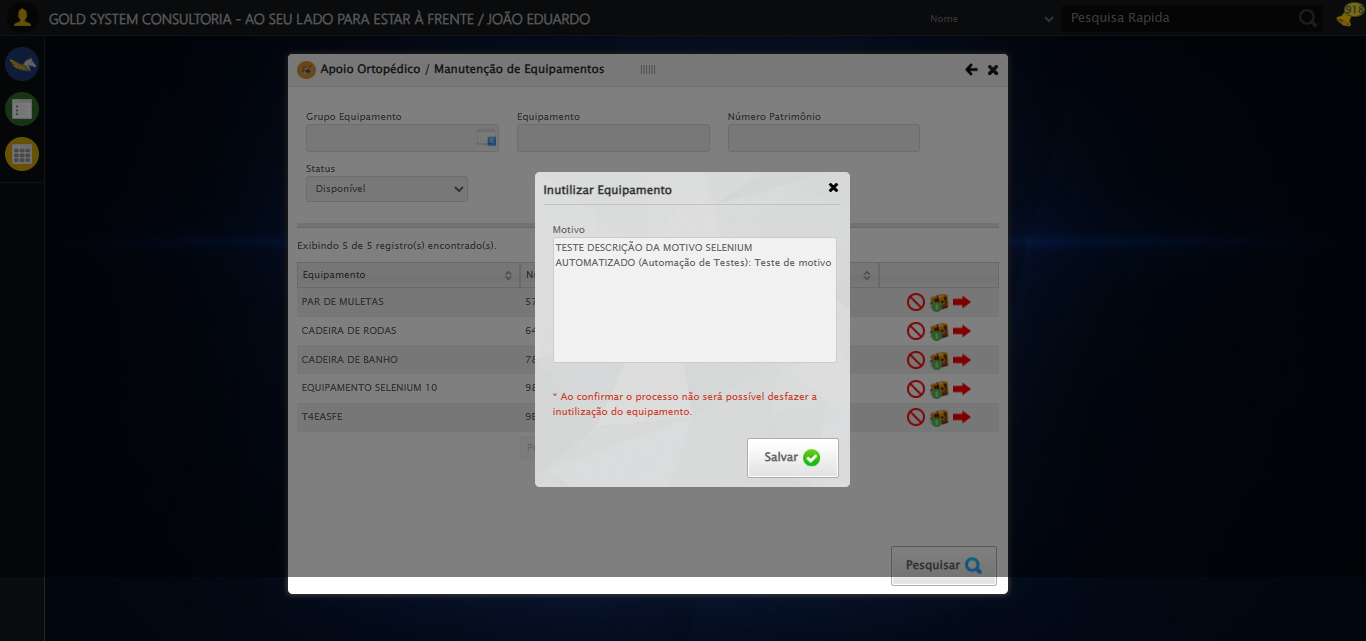 GOLD SYSTEM CONSULTORIA - AO SEU LADO PARA ESTAR À FRENTE / JOÃO EDUARDO
Nome
Pesquisa Rapida
918
Apoio Ortopédico / Manutenção de Equipamentos
Grupo Equipamento
Equipamento
Número Patrimônio
Status
Disponível
Inutilizar Equipamento
Motivo
TESTE DESCRIÇÃO DA MOTIVO SELENIUM
AUTOMATIZADO (Automação de Testes): Teste de motivo
* Ao confirmar o processo não será possível desfazer a
inutilização do equipamento.
Salvar
Exibindo 5 de 5 registro(s) encontrado(s).
Equipamento
PAR DE MULETAS 57
CADEIRA DE RODAS 64
CADEIRA DE BANHO 78
EQUIPAMENTO SELENIUM 10 98
T4EASFE
Pesquisar